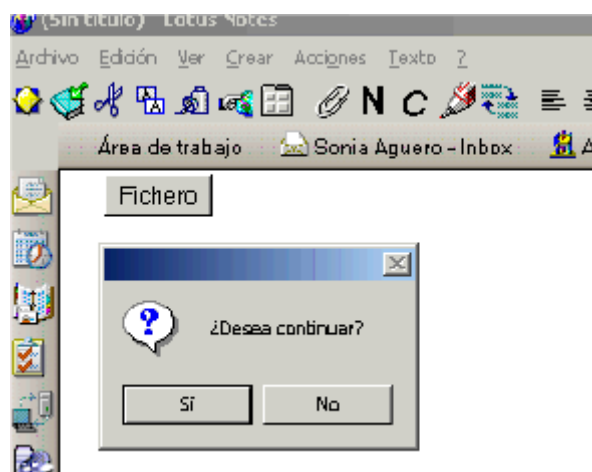 (Sin título) - Lotus Notes
Archivo Edición Ver Crear Acciones Texto ?
N C
Área de trabajo Sonia Aguero - Inbox A
Fichero
¿Desea continuar?
Sí No